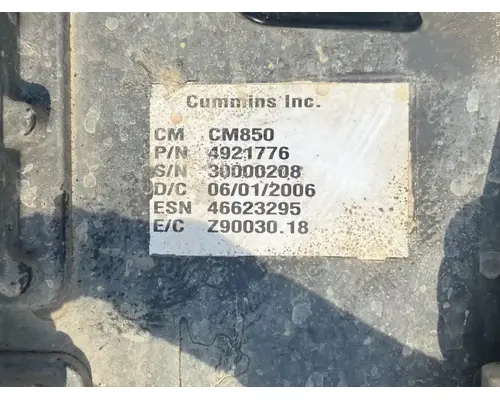 Cummins Inc.
CM CM850
P/N 4921776
S/N 30000208
D/C 06/01/2006
ESN 46623295
E/C Z90030.18